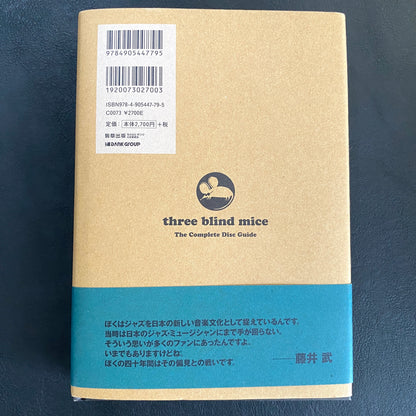 9784905447795
1920073027003
ISBN978-4-905447-79-5
C0073 ¥2700E
定価：本体2,700円＋税
駒草出版
DANK GROUP
three blind mice
The Complete Disc Guide
ぼくはジャズを日本の新しい音楽文化として捉えているんです。
当時は日本のジャズ・ミュージシャンにまで手が回らない。
そういう思いが多くのファンにあったんですよ。
いまでもありますけどね。
ぼくの四十年間はその偏見との戦いです。
——藤井 武